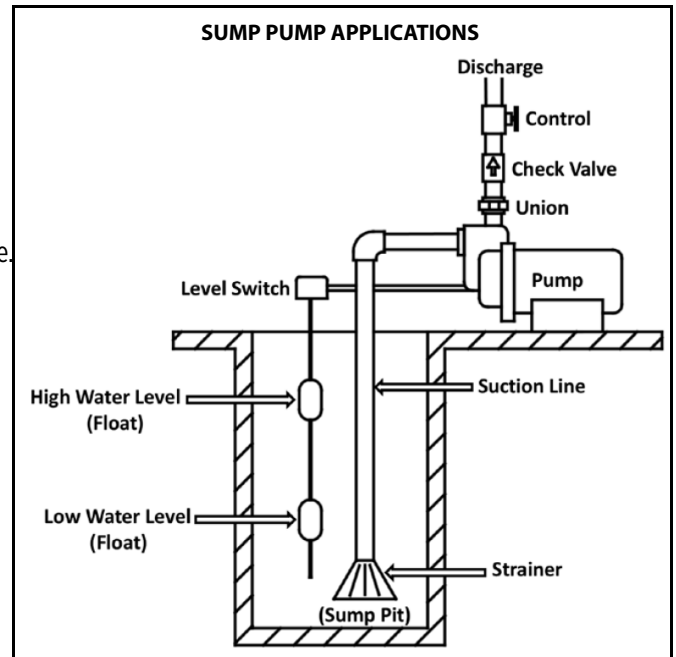 SUMP PUMP APPLICATIONS
Discharge
Control
Check Valve
Union
e.
Level Switch
Pump
High Water Level
(Float)
Suction Line
Low Water Level
(Float)
Strainer
(Sump Pit)